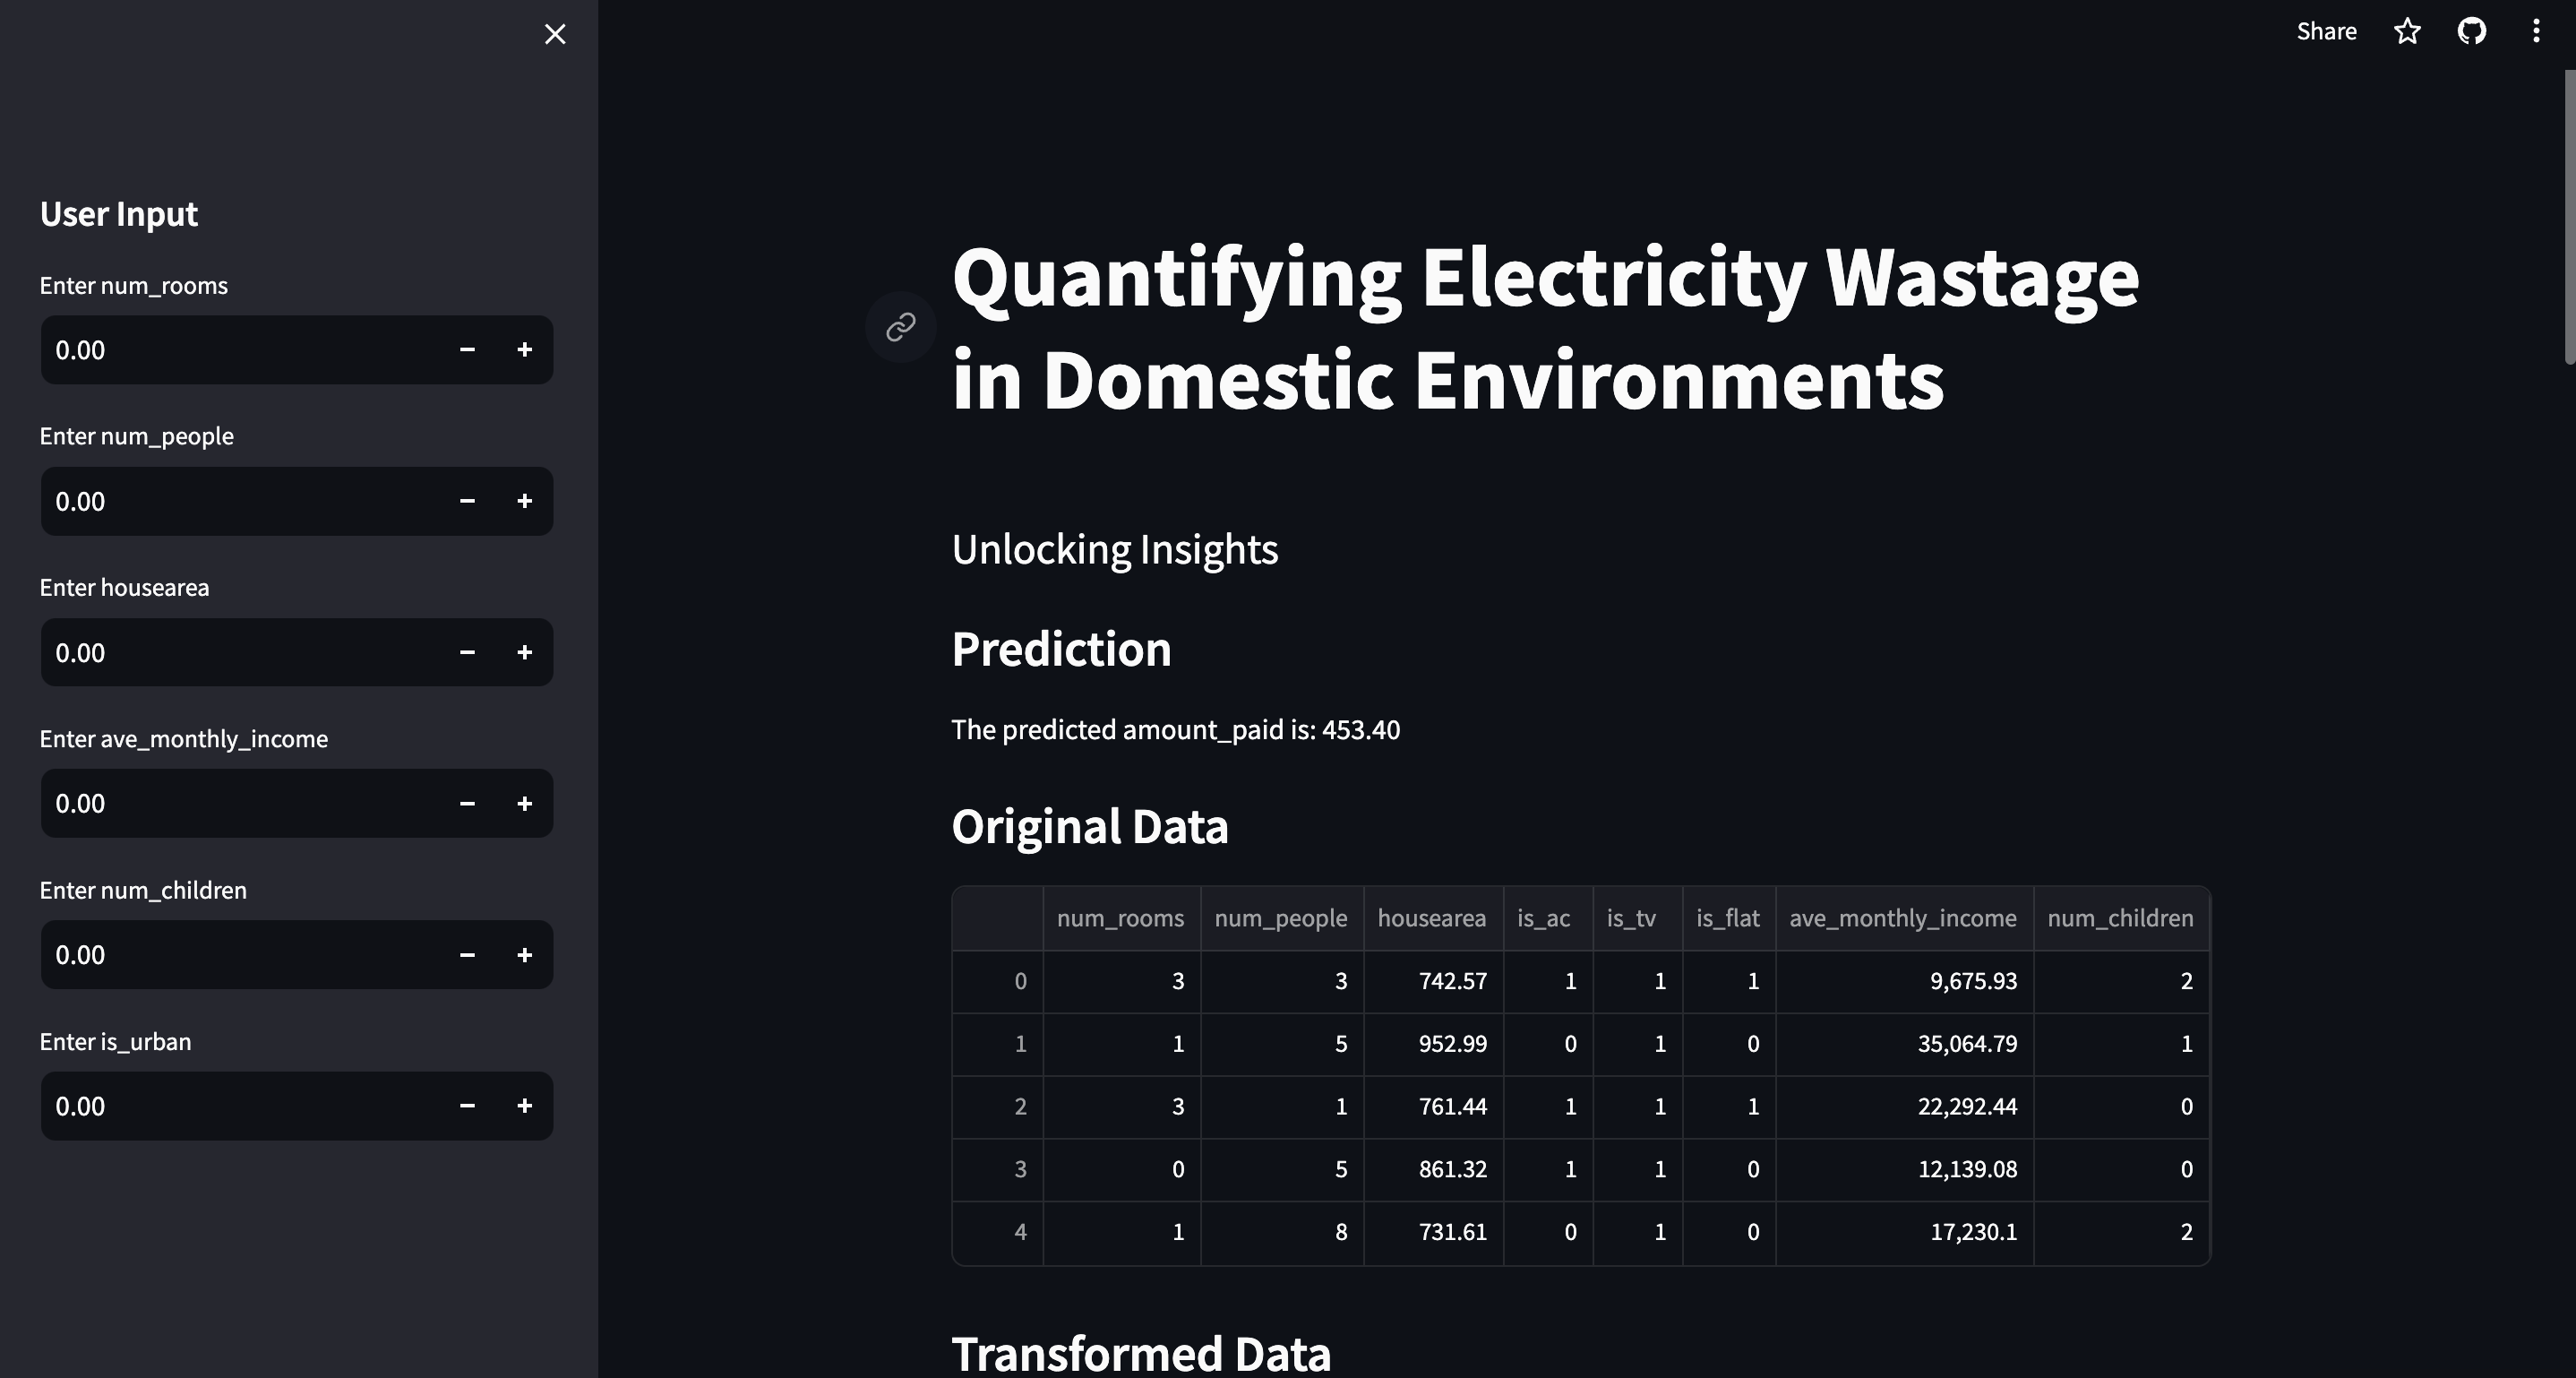 Share
User Input
Enter num_rooms
0.00
Enter num_people
0.00
Enter housearea
0.00
Enter ave_monthly_income
0.00
Enter num_children
0.00
Enter is_urban
0.00
Quantifying Electricity Wastage
in Domestic Environments
Unlocking Insights
Prediction
The predicted amount_paid is: 453.40
Original Data
num_rooms num_people housearea is_ac is_tv is_flat ave_monthly_income num_children
0 3 3 742.57 1 1 1 9,675.93 2
1 1 5 952.99 0 1 0 35,064.79 1
2 3 1 761.44 1 1 1 22,292.44 0
3 0 5 861.32 1 1 0 12,139.08 0
4 1 8 731.61 0 1 0 17,230.1 2
Transformed Data